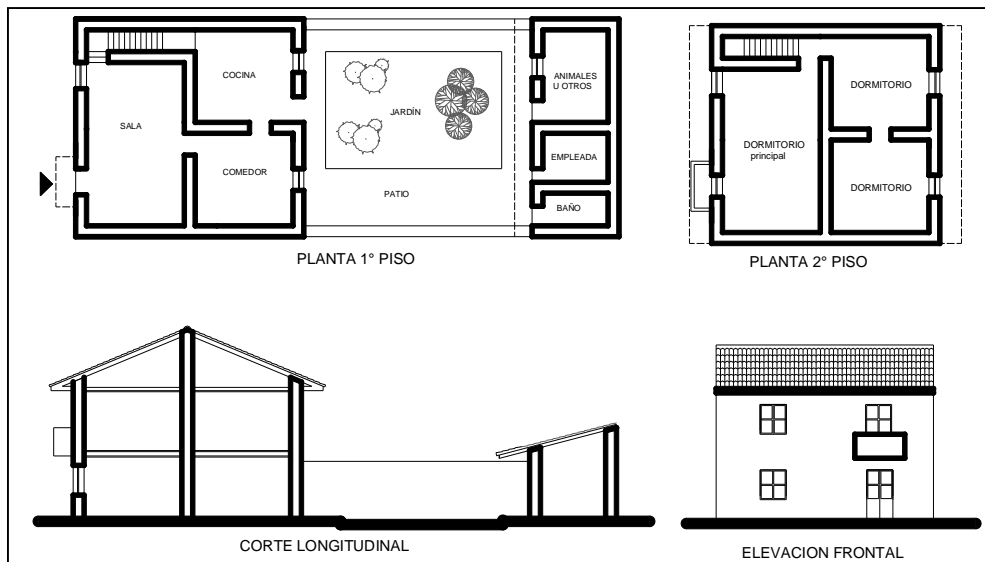 COCINA
ANIMALES
U OTROS
SALA
JARDÍN
EMPLEADA
COMEDOR
PATIO
BAÑO
PLANTA 1° PISO
DORMITORIO
DORMITORIO
principal
DORMITORIO
PLANTA 2° PISO
CORTE LONGITUDINAL
ELEVACION FRONTAL